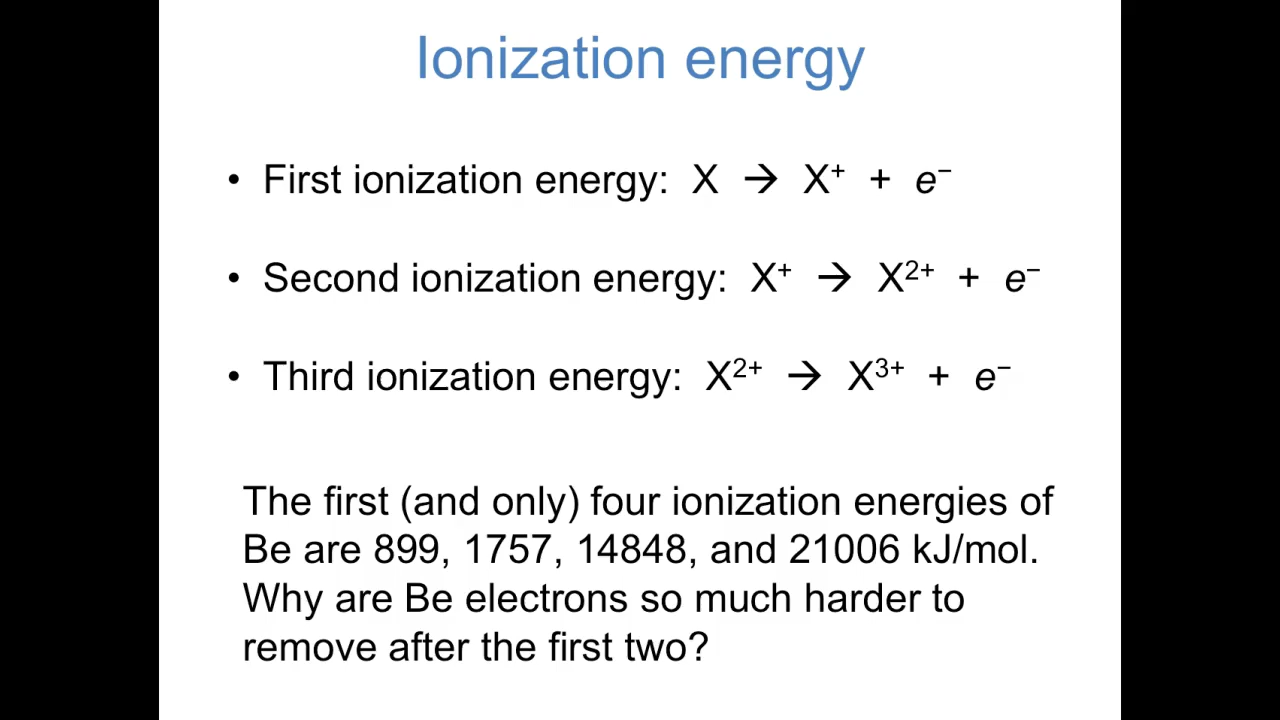 Ionization energy
• First ionization energy: X → X⁺ + e⁻
• Second ionization energy: X⁺ → X²⁺ + e⁻
• Third ionization energy: X²⁺ → X³⁺ + e⁻
The first (and only) four ionization energies of
Be are 899, 1757, 14848, and 21006 kJ/mol.
Why are Be electrons so much harder to
remove after the first two?